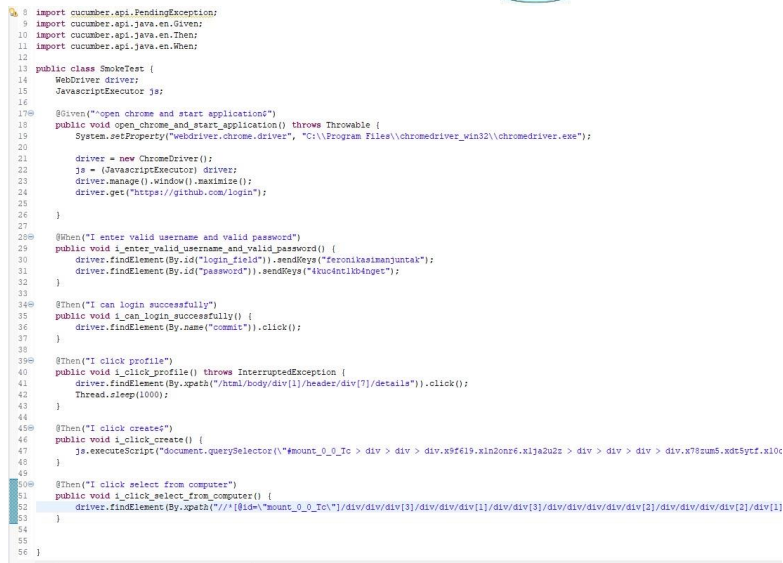 8 import cucumber.api.PendingException;
9 import cucumber.api.java.en.Given;
10 import cucumber.api.java.en.Then;
11 import cucumber.api.java.en.When;
12
13 public class SmokeTest {
14 WebDriver driver;
15 JavascriptExecutor js;
16
17 @Given("^open chrome and start application$")
18 public void open_chrome_and_start_application() throws Throwable {
19 System.setProperty("webdriver.chrome.driver", "C:\\Program Files\\chromedriver_win32\\chromedriver.exe");
20
21 driver = new ChromeDriver();
22 js = (JavascriptExecutor) driver;
23 driver.manage().window().maximize();
24 driver.get("https://github.com/login");
25
26 }
27
28 @When("I enter valid username and valid password")
29 public void i_enter_valid_username_and_valid_password() {
30 driver.findElement(By.id("login_field")).sendKeys("feronikasimanjuntak");
31 driver.findElement(By.id("password")).sendKeys("4kuc4nt1kb4nget");
32 }
33
34 @Then("I can login successfully")
35 public void i_can_login_successfully() {
36 driver.findElement(By.name("commit")).click();
37 }
38
39 @Then("I click profile")
40 public void i_click_profile() throws InterruptedException {
41 driver.findElement(By.xpath("/html/body/div[1]/header/div[7]/details")).click();
42 Thread.sleep(1000);
43 }
44
45 @Then("I click create$")
46 public void i_click_create() {
47 js.executeScript("document.querySelector(\"#mount_0_0_Tc > div > div > div.x9f619.x1n2onr6.x1ja2u2z > div > div > div > div.x78zum5.xdt5ytf.x10c
48 }
49
50 @Then("I click select from computer")
51 public void i_click_select_from_computer() {
52 driver.findElement(By.xpath("//*[@id=\"mount_0_0_Tc\"]/div/div/div[3]/div/div/div[1]/div/div[3]/div/div/div/div/div[2]/div/div/div/div[2]/div[1]
53 }
54
55
56 }